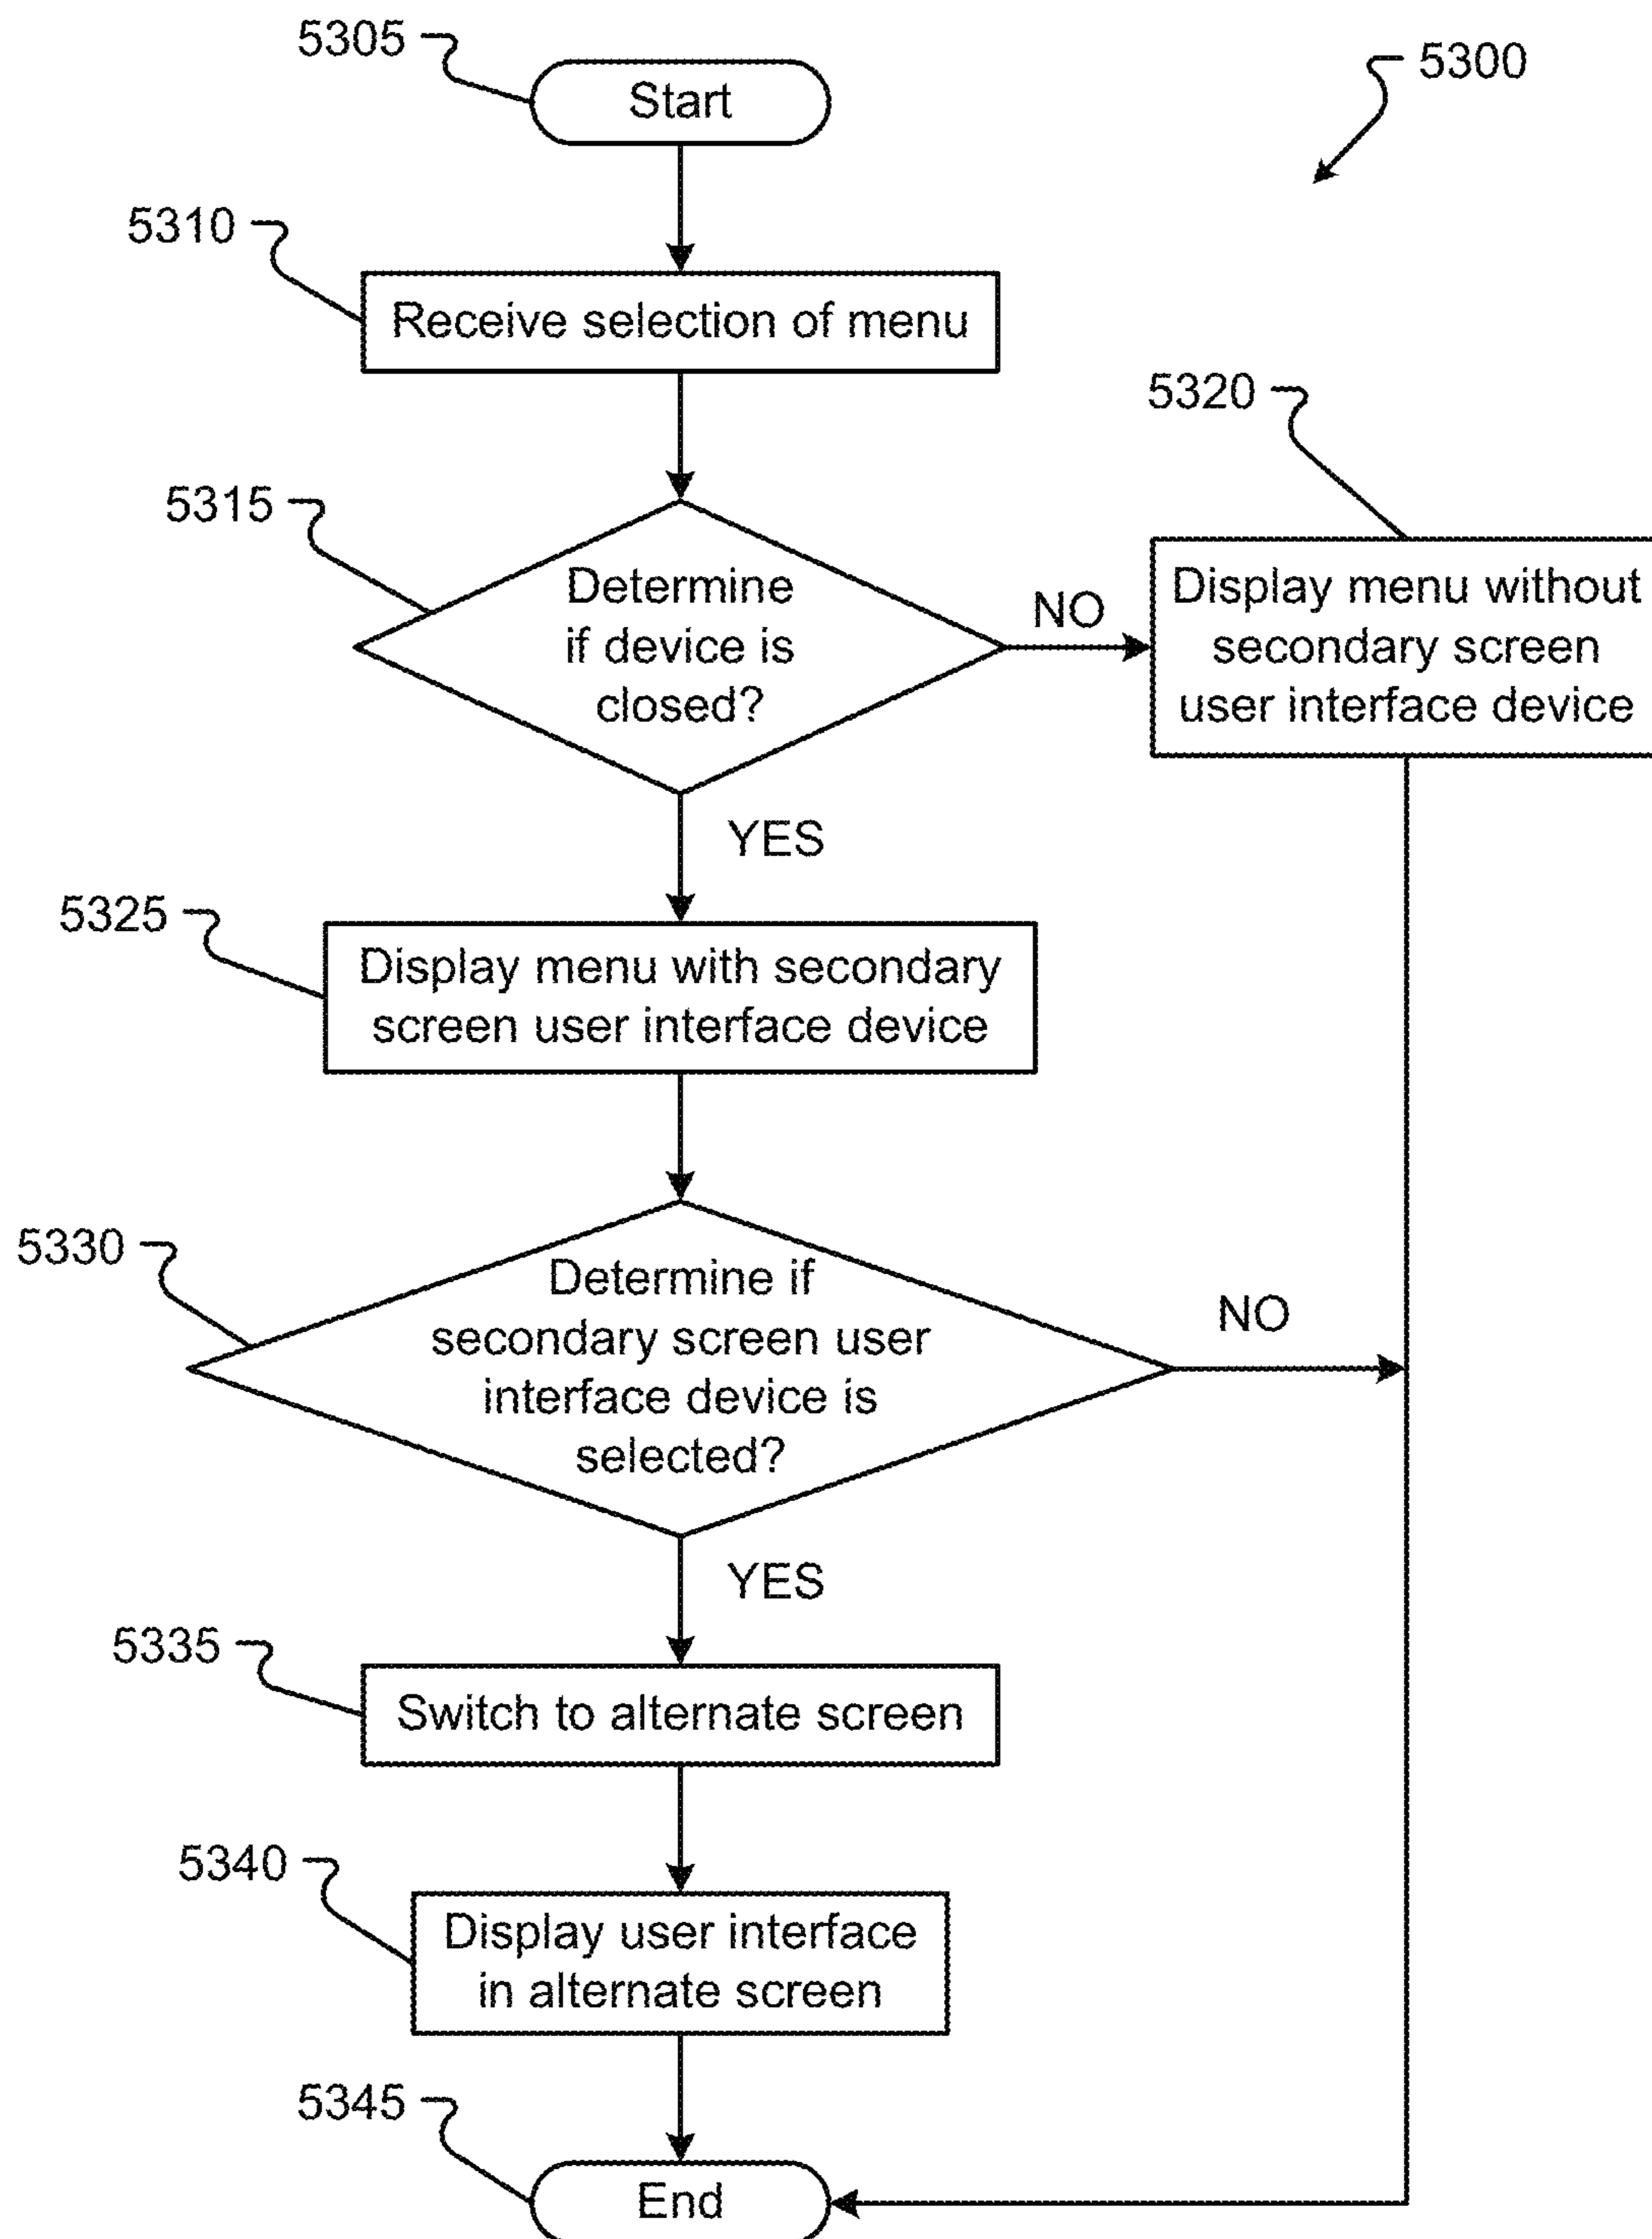 5305
Start
5300
5310
Receive selection of menu
5315
Determine
if device is
closed?
NO
5320
Display menu without
secondary screen
user interface device
YES
5325
Display menu with secondary
screen user interface device
5330
Determine if
secondary screen user
interface device is
selected?
NO
YES
5335
Switch to alternate screen
5340
Display user interface
in alternate screen
5345
End